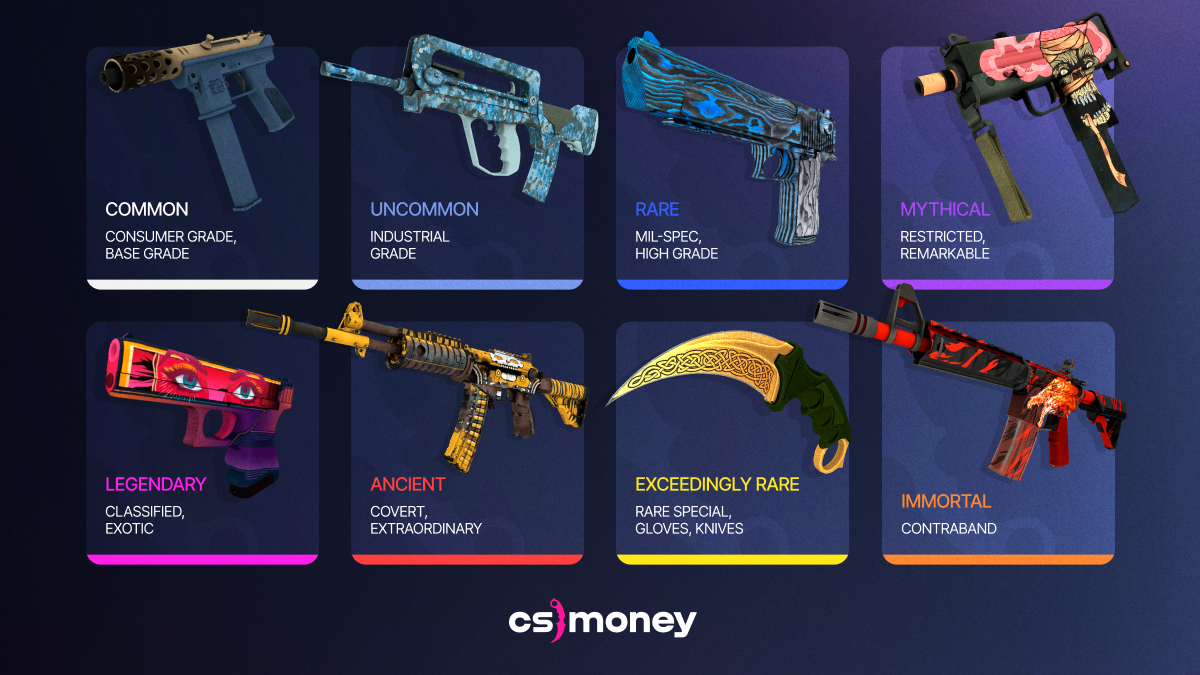 COMMON
CONSUMER GRADE,
BASE GRADE
UNCOMMON
INDUSTRIAL
GRADE
RARE
MIL-SPEC,
HIGH GRADE
MYTHICAL
RESTRICTED,
REMARKABLE
LEGENDARY
CLASSIFIED,
EXOTIC
ANCIENT
COVERT,
EXTRAORDINARY
EXCEEDINGLY RARE
RARE SPECIAL,
GLOVES, KNIVES
IMMORTAL
CONTRABAND
cs money